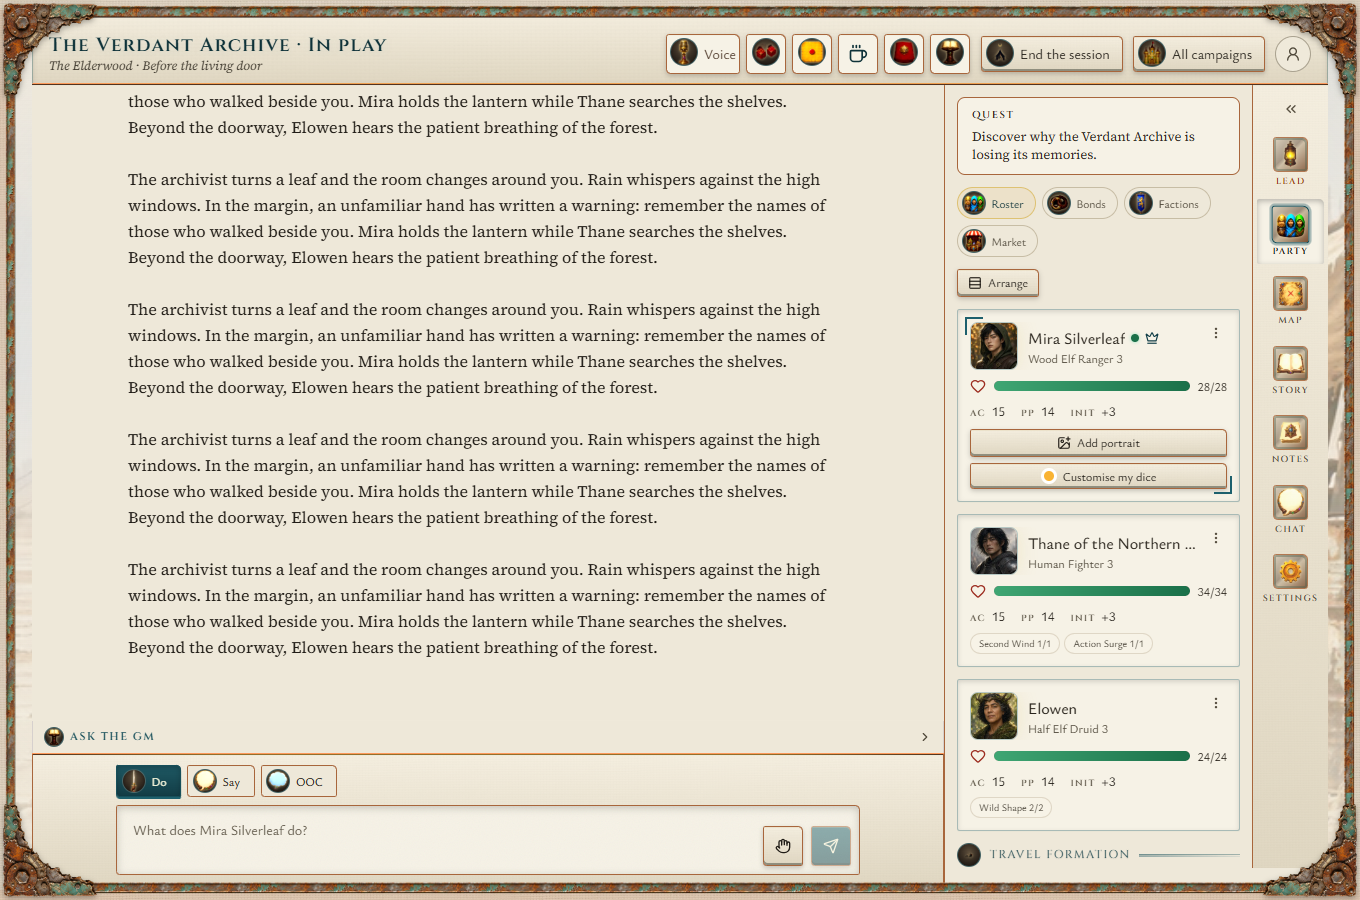 The Verdant Archive · In play
The Elderwood · Before the living door
Voice
End the session
All campaigns
those who walked beside you. Mira holds the lantern while Thane searches the shelves.
Beyond the doorway, Elowen hears the patient breathing of the forest.
The archivist turns a leaf and the room changes around you. Rain whispers against the high
windows. In the margin, an unfamiliar hand has written a warning: remember the names of
those who walked beside you. Mira holds the lantern while Thane searches the shelves.
Beyond the doorway, Elowen hears the patient breathing of the forest.
The archivist turns a leaf and the room changes around you. Rain whispers against the high
windows. In the margin, an unfamiliar hand has written a warning: remember the names of
those who walked beside you. Mira holds the lantern while Thane searches the shelves.
Beyond the doorway, Elowen hears the patient breathing of the forest.
The archivist turns a leaf and the room changes around you. Rain whispers against the high
windows. In the margin, an unfamiliar hand has written a warning: remember the names of
those who walked beside you. Mira holds the lantern while Thane searches the shelves.
Beyond the doorway, Elowen hears the patient breathing of the forest.
The archivist turns a leaf and the room changes around you. Rain whispers against the high
windows. In the margin, an unfamiliar hand has written a warning: remember the names of
those who walked beside you. Mira holds the lantern while Thane searches the shelves.
Beyond the doorway, Elowen hears the patient breathing of the forest.
ASK THE GM
Do
Say
OOC
What does Mira Silverleaf do?
QUEST
Discover why the Verdant Archive is
losing its memories.
Roster
Bonds
Factions
Market
Arrange
Mira Silverleaf
Wood Elf Ranger 3
28/28
AC 15 PP 14 INIT +3
Add portrait
Customise my dice
Thane of the Northern ...
Human Fighter 3
34/34
AC 15 PP 14 INIT +3
Second Wind 1/1
Action Surge 1/1
Elowen
Half Elf Druid 3
24/24
AC 15 PP 14 INIT +3
Wild Shape 2/2
TRAVEL FORMATION
LEAD
PARTY
MAP
STORY
NOTES
CHAT
SETTINGS